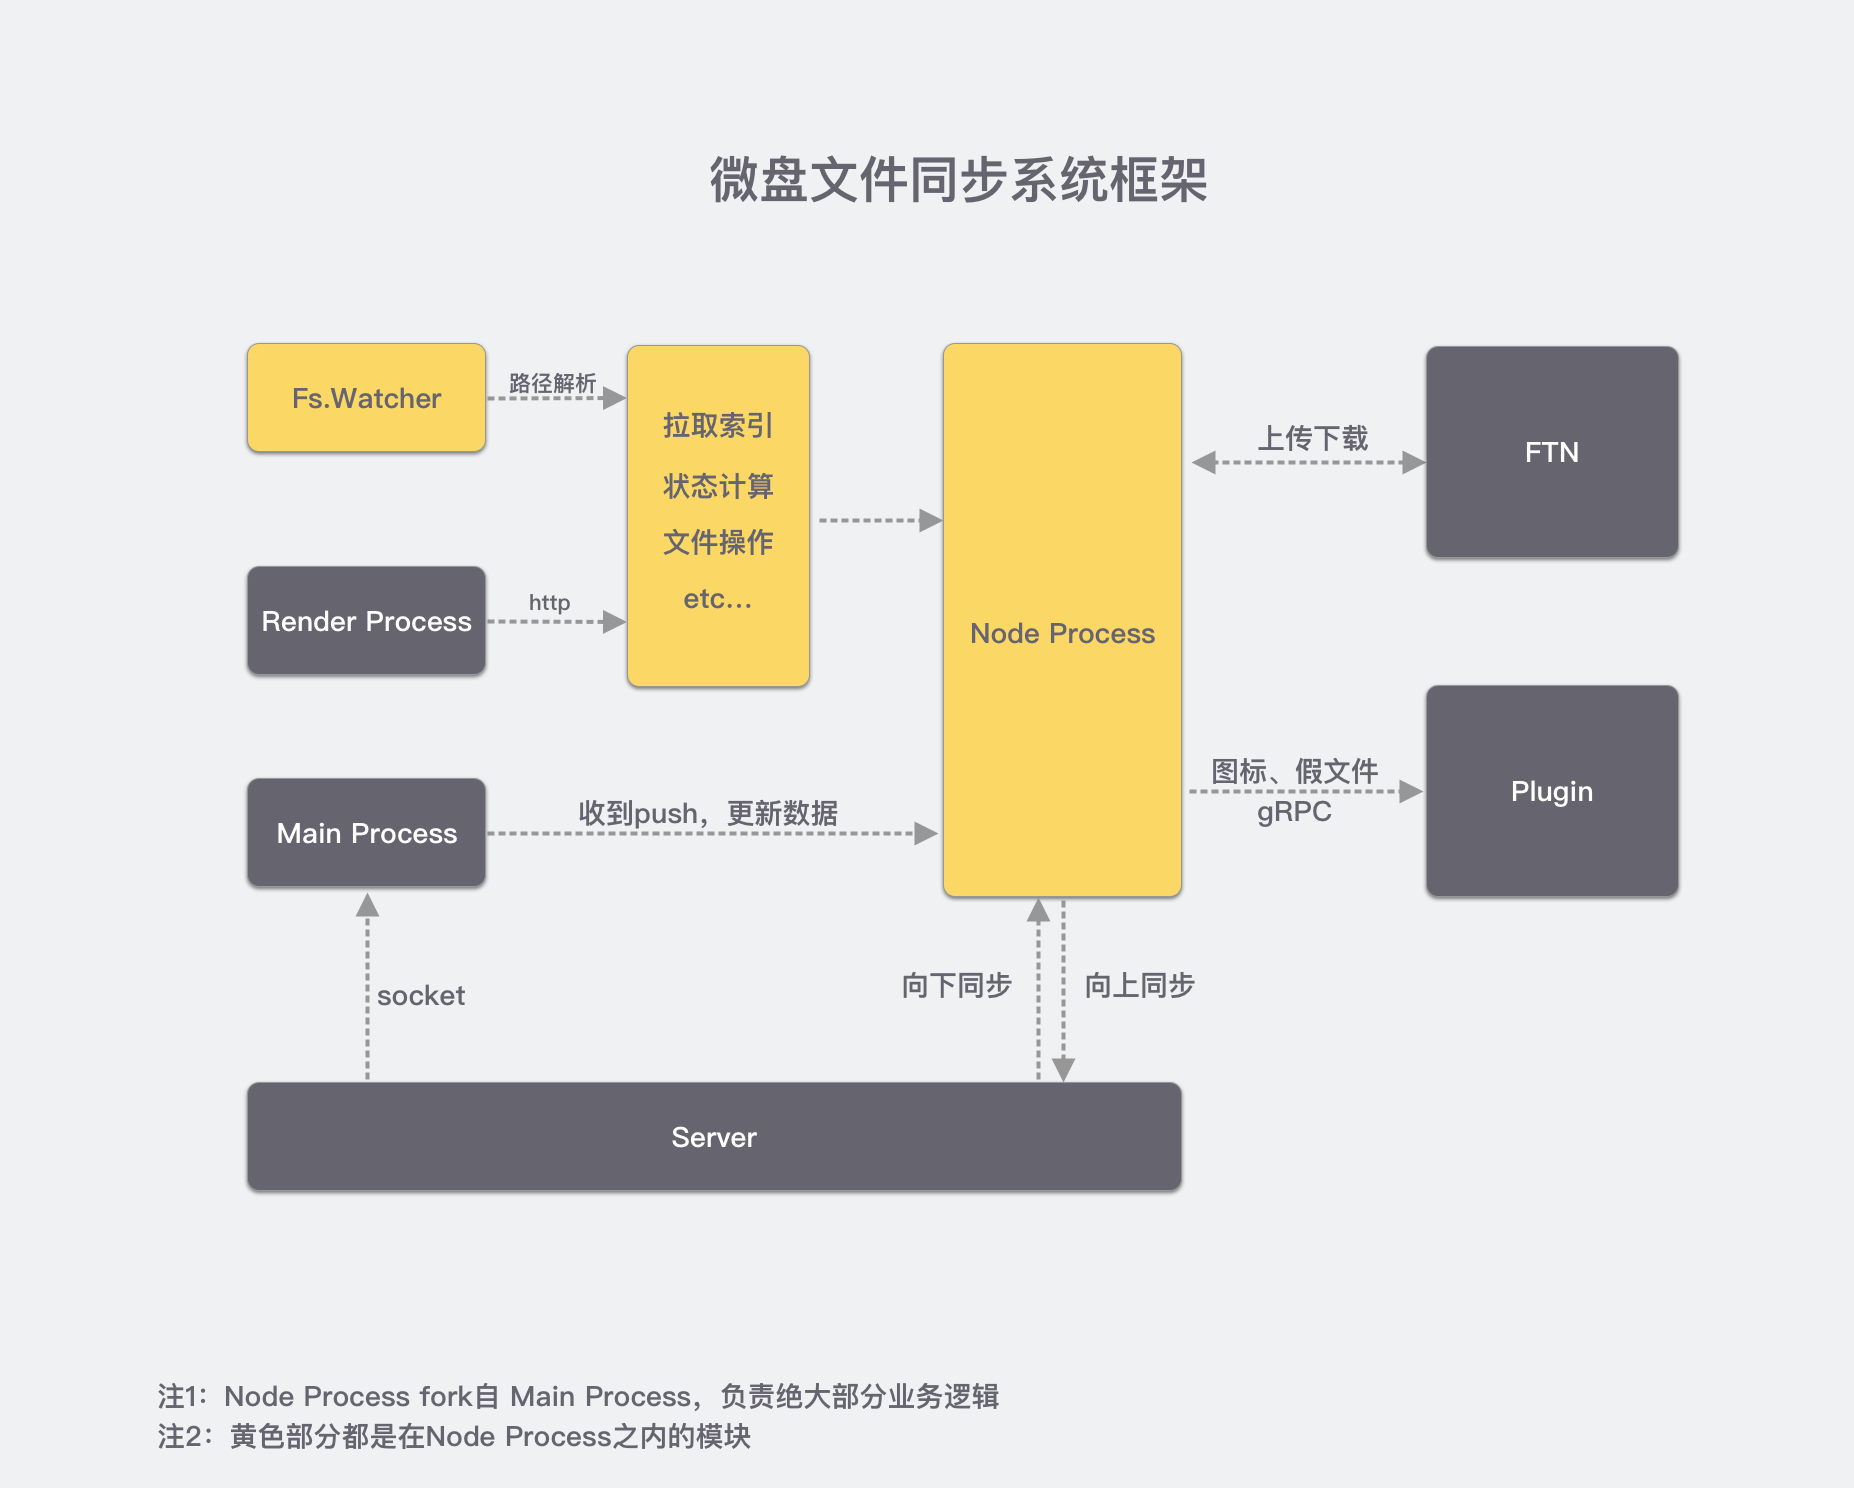 微盘文件同步系统框架
Fs.Watcher
路径解析
拉取索引
状态计算
文件操作
etc...
Render Process
http
Node Process
上传下载
FTN
Main Process
收到push，更新数据
图标、假文件
gRPC
Plugin
socket
向下同步
向上同步
Server
注1：Node Process fork自 Main Process，负责绝大部分业务逻辑
注2：黄色部分都是在Node Process之内的模块